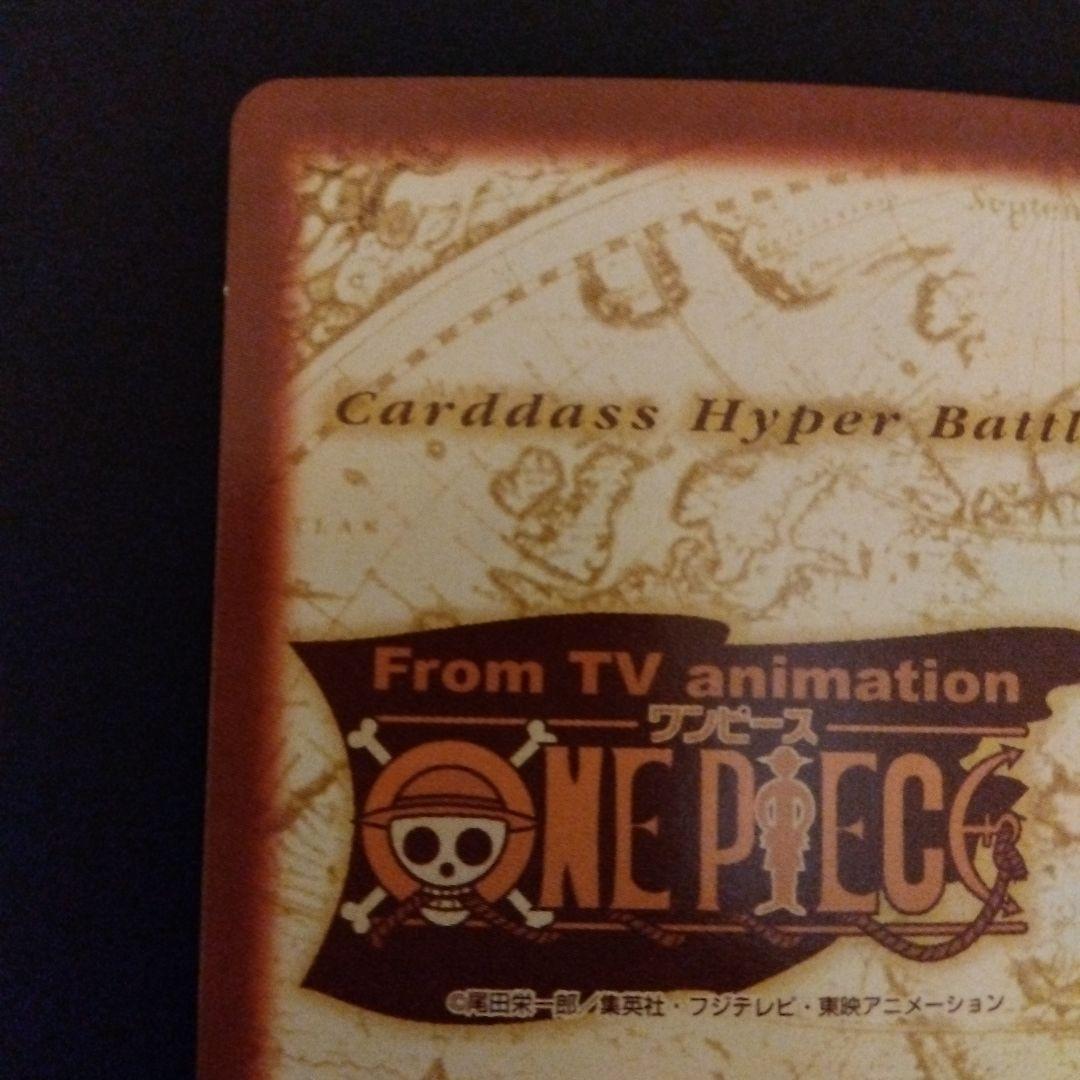 Carddass Hyper Battl
TLAK
From TV animation
ワンピース
ONE PIECE
©尾田栄一郎／集英社・フジテレビ・東映アニメーション